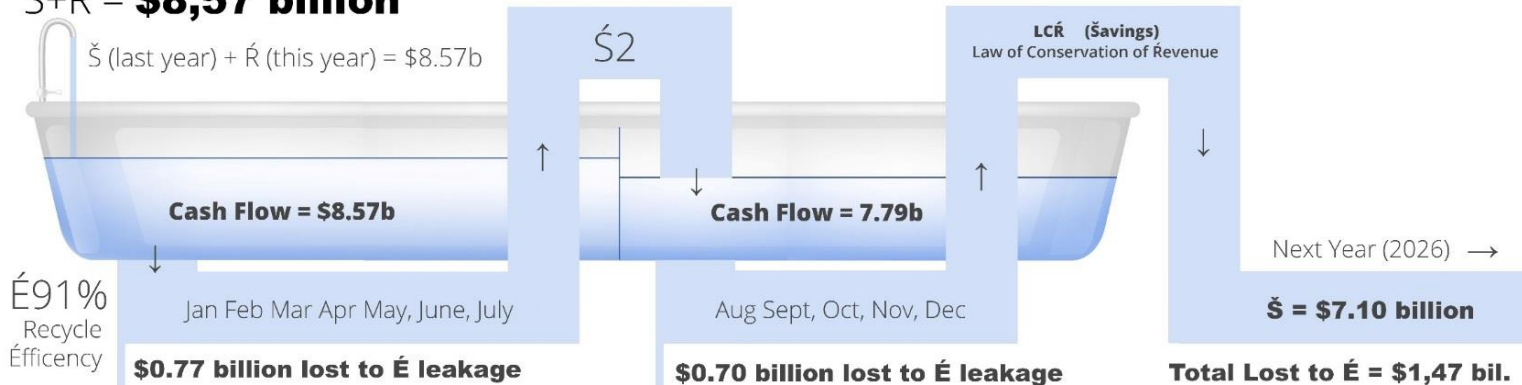 Š+Ŕ = $8,57 billion
Š (last year) + Ŕ (this year) = $8.57b
Ś2
LCŔ (Šavings)
Law of Conservation of Ŕevenue
↑
↓
↑
↓
Cash Flow = $8.57b
Cash Flow = 7.79b
↓
Next Year (2026) →
É91%
Recycle
Éfficency
Jan Feb Mar Apr May, June, July
Aug Sept, Oct, Nov, Dec
Š = $7.10 billion
$0.77 billion lost to É leakage
$0.70 billion lost to É leakage
Total Lost to É = $1,47 bil.